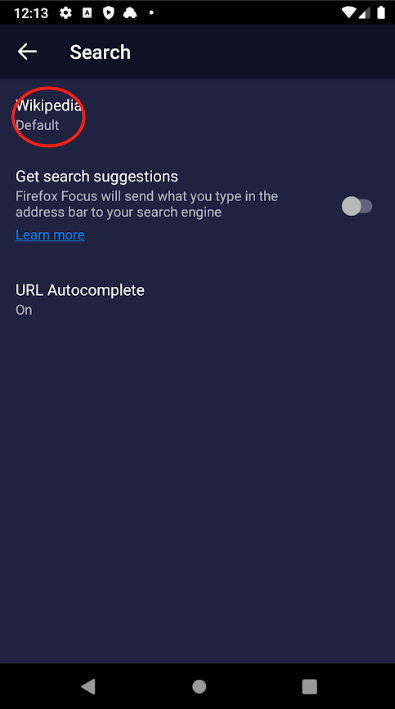 12:13
Search
Wikipedia
Default
Get search suggestions
Firefox Focus will send what you type in the
address bar to your search engine
Learn more
URL Autocomplete
On